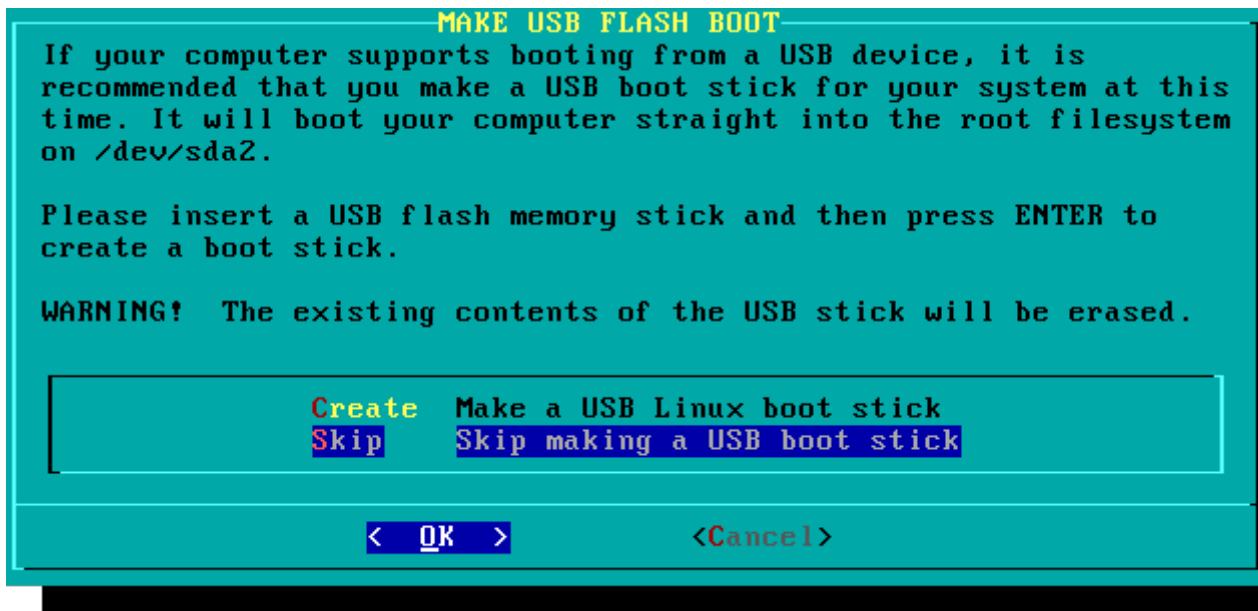 MAKE USB FLASH BOOT
If your computer supports booting from a USB device, it is
recommended that you make a USB boot stick for your system at this
time. It will boot your computer straight into the root filesystem
on /dev/sda2.
Please insert a USB flash memory stick and then press ENTER to
create a boot stick.
WARNING!  The existing contents of the USB stick will be erased.
Create  Make a USB Linux boot stick
Skip    Skip making a USB boot stick
<  OK  >        <Cancel>